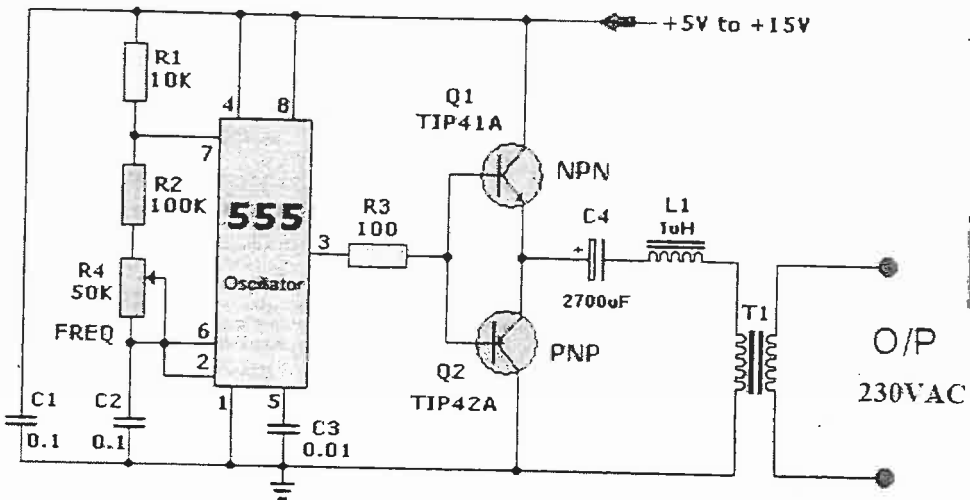 +5V to +15V
R1
10K
4
8
Q1
TIP41A
7
NPN
R2
100K
555
R3
100
C4
L1
1uH
3
+
Oscillator
R4
50K
2700uF
T1
FREQ
6
2
O/P
230VAC
Q2
TIP42A
PNP
C1
0.1
C2
0.1
1
5
C3
0.01